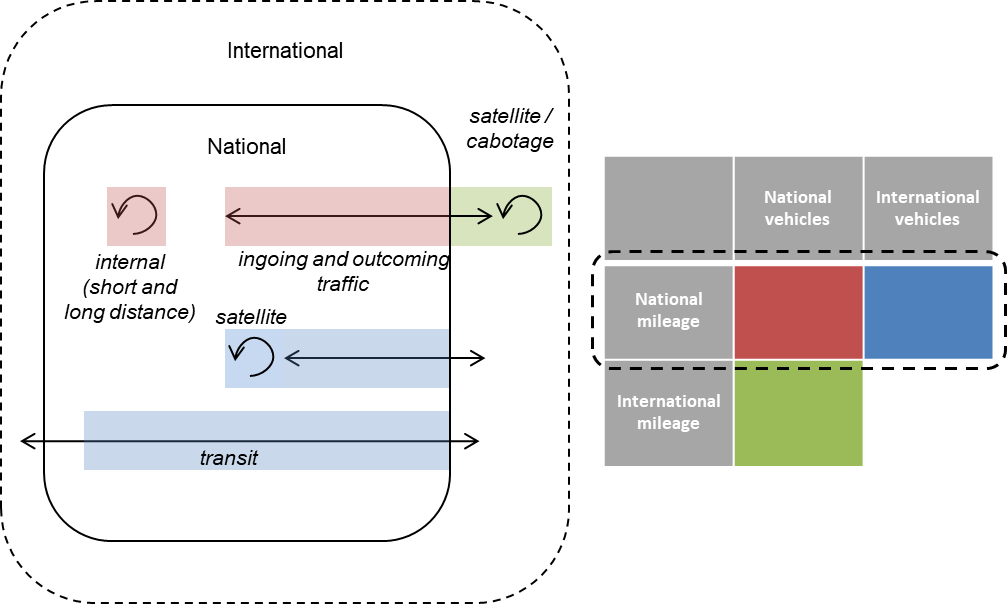 International
National
satellite /
cabotage
internal
(short and
long distance)
ingoing and outcoming
traffic
satellite
transit
National
vehicles
International
vehicles
National
mileage
International
mileage